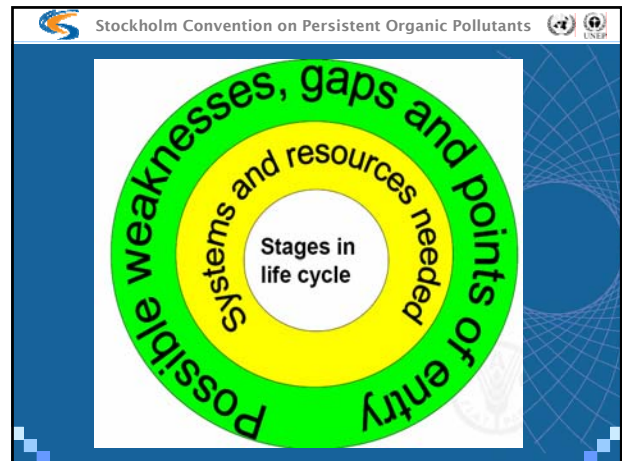 Stockholm Convention on Persistent Organic Pollutants
UNEP
Possible weaknesses, gaps and points of entry
Systems and resources needed
Stages in
life cycle